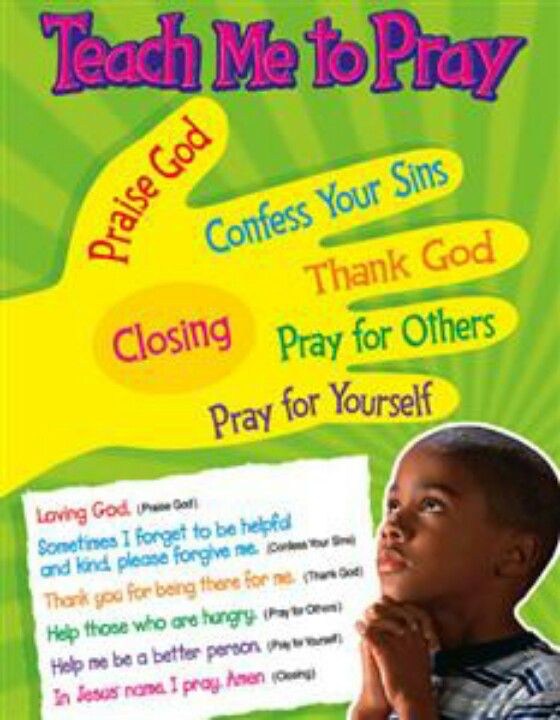 Teach Me to Pray
Praise God
Confess Your Sins
Thank God
Closing
Pray for Others
Pray for Yourself
Loving God, (Praise God)
Sometimes I forget to be helpful
and kind, please forgive me. (Confess Your Sins)
Thank you for being there for me. (Thank God)
Help those who are hungry. (Pray for Others)
Help me be a better person. (Pray for Yourself)
In Jesus' name, I pray, Amen (Closing)